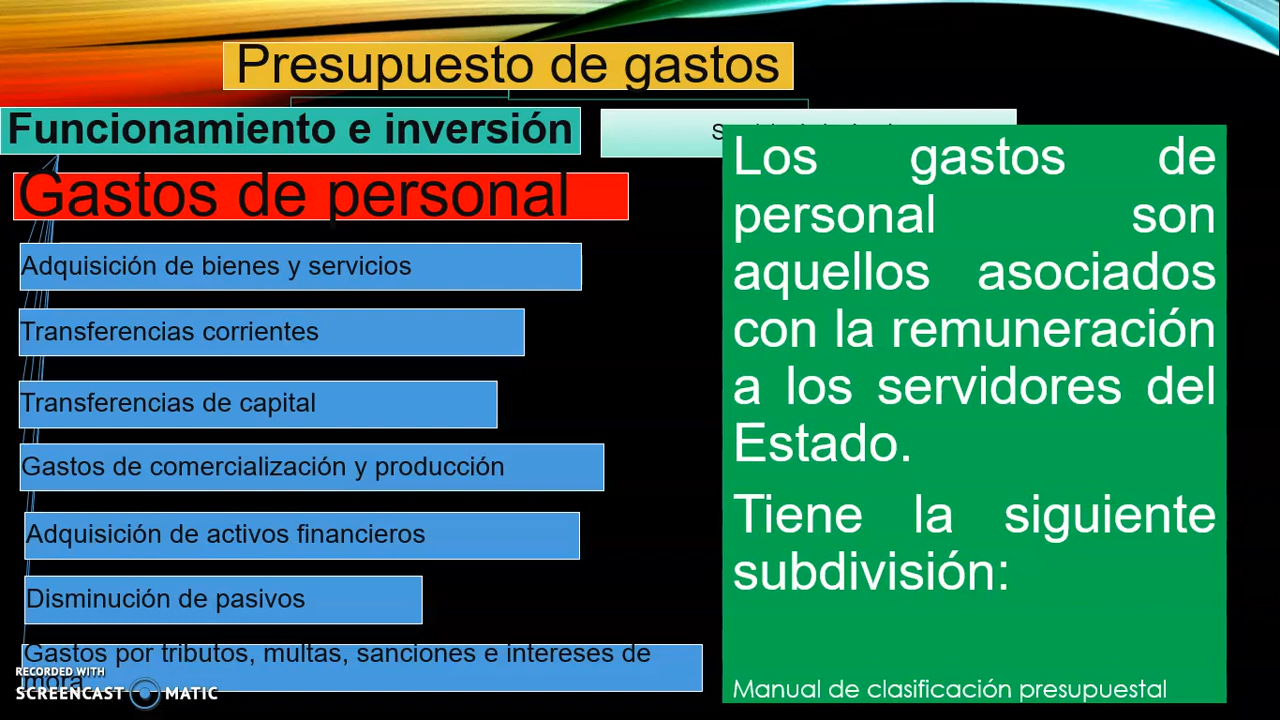 Presupuesto de gastos
Funcionamiento e inversión
Gastos de personal
Adquisición de bienes y servicios
Transferencias corrientes
Transferencias de capital
Gastos de comercialización y producción
Adquisición de activos financieros
Disminución de pasivos
Gastos por tributos, multas, sanciones e intereses de
mora
Los gastos de
personal son
aquellos asociados
con la remuneración
a los servidores del
Estado.
Tiene la siguiente
subdivisión:
Manual de clasificación presupuestal
RECORDED WITH
SCREENCAST MATIC